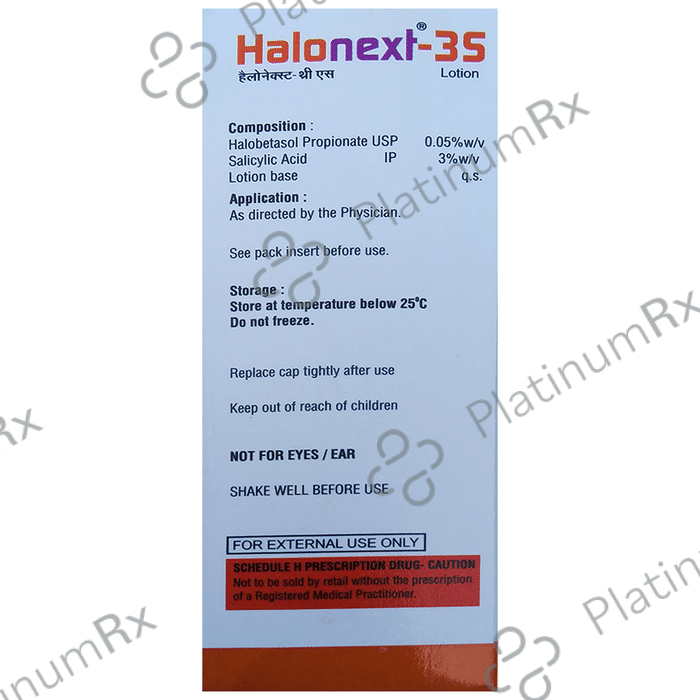 Halonext®-3S
हैलोनेक्स्ट-थी एस
Lotion
Composition :
Halobetasol Propionate USP 0.05%w/v
Salicylic Acid IP 3%w/v
Lotion base q.s.
Application :
As directed by the Physician.
See pack insert before use.
Storage :
Store at temperature below 25°C
Do not freeze.
Replace cap tightly after use
Keep out of reach of children
NOT FOR EYES / EAR
SHAKE WELL BEFORE USE
FOR EXTERNAL USE ONLY
SCHEDULE H PRESCRIPTION DRUG- CAUTION
Not to be sold by retail without the prescription
of a Registered Medical Practitioner.
PlatinumRx
PlatinumRx
PlatinumRx
Rx
tinumRx
Platinum